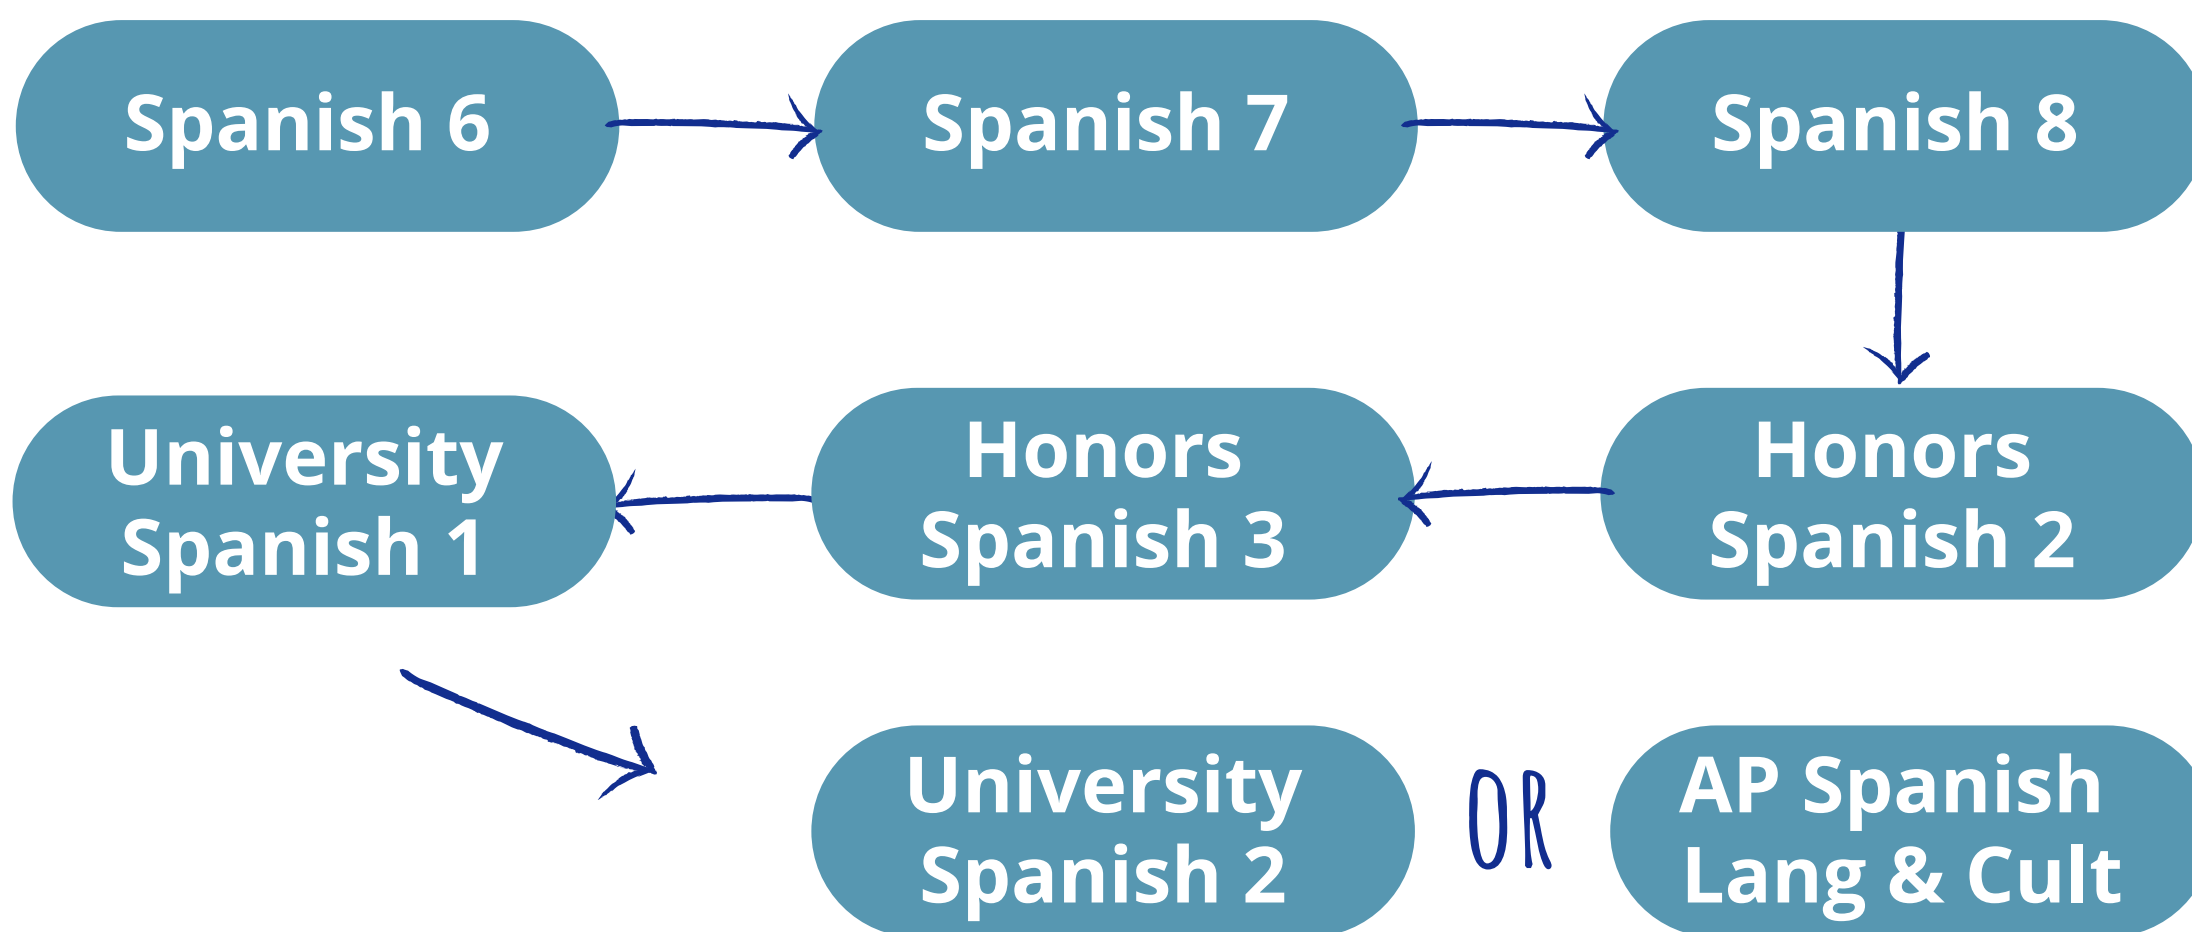 Spanish 6
Spanish 7
Spanish 8
University
Spanish 1
Honors
Spanish 3
Honors
Spanish 2
University
Spanish 2
OR
AP Spanish
Lang & Cult